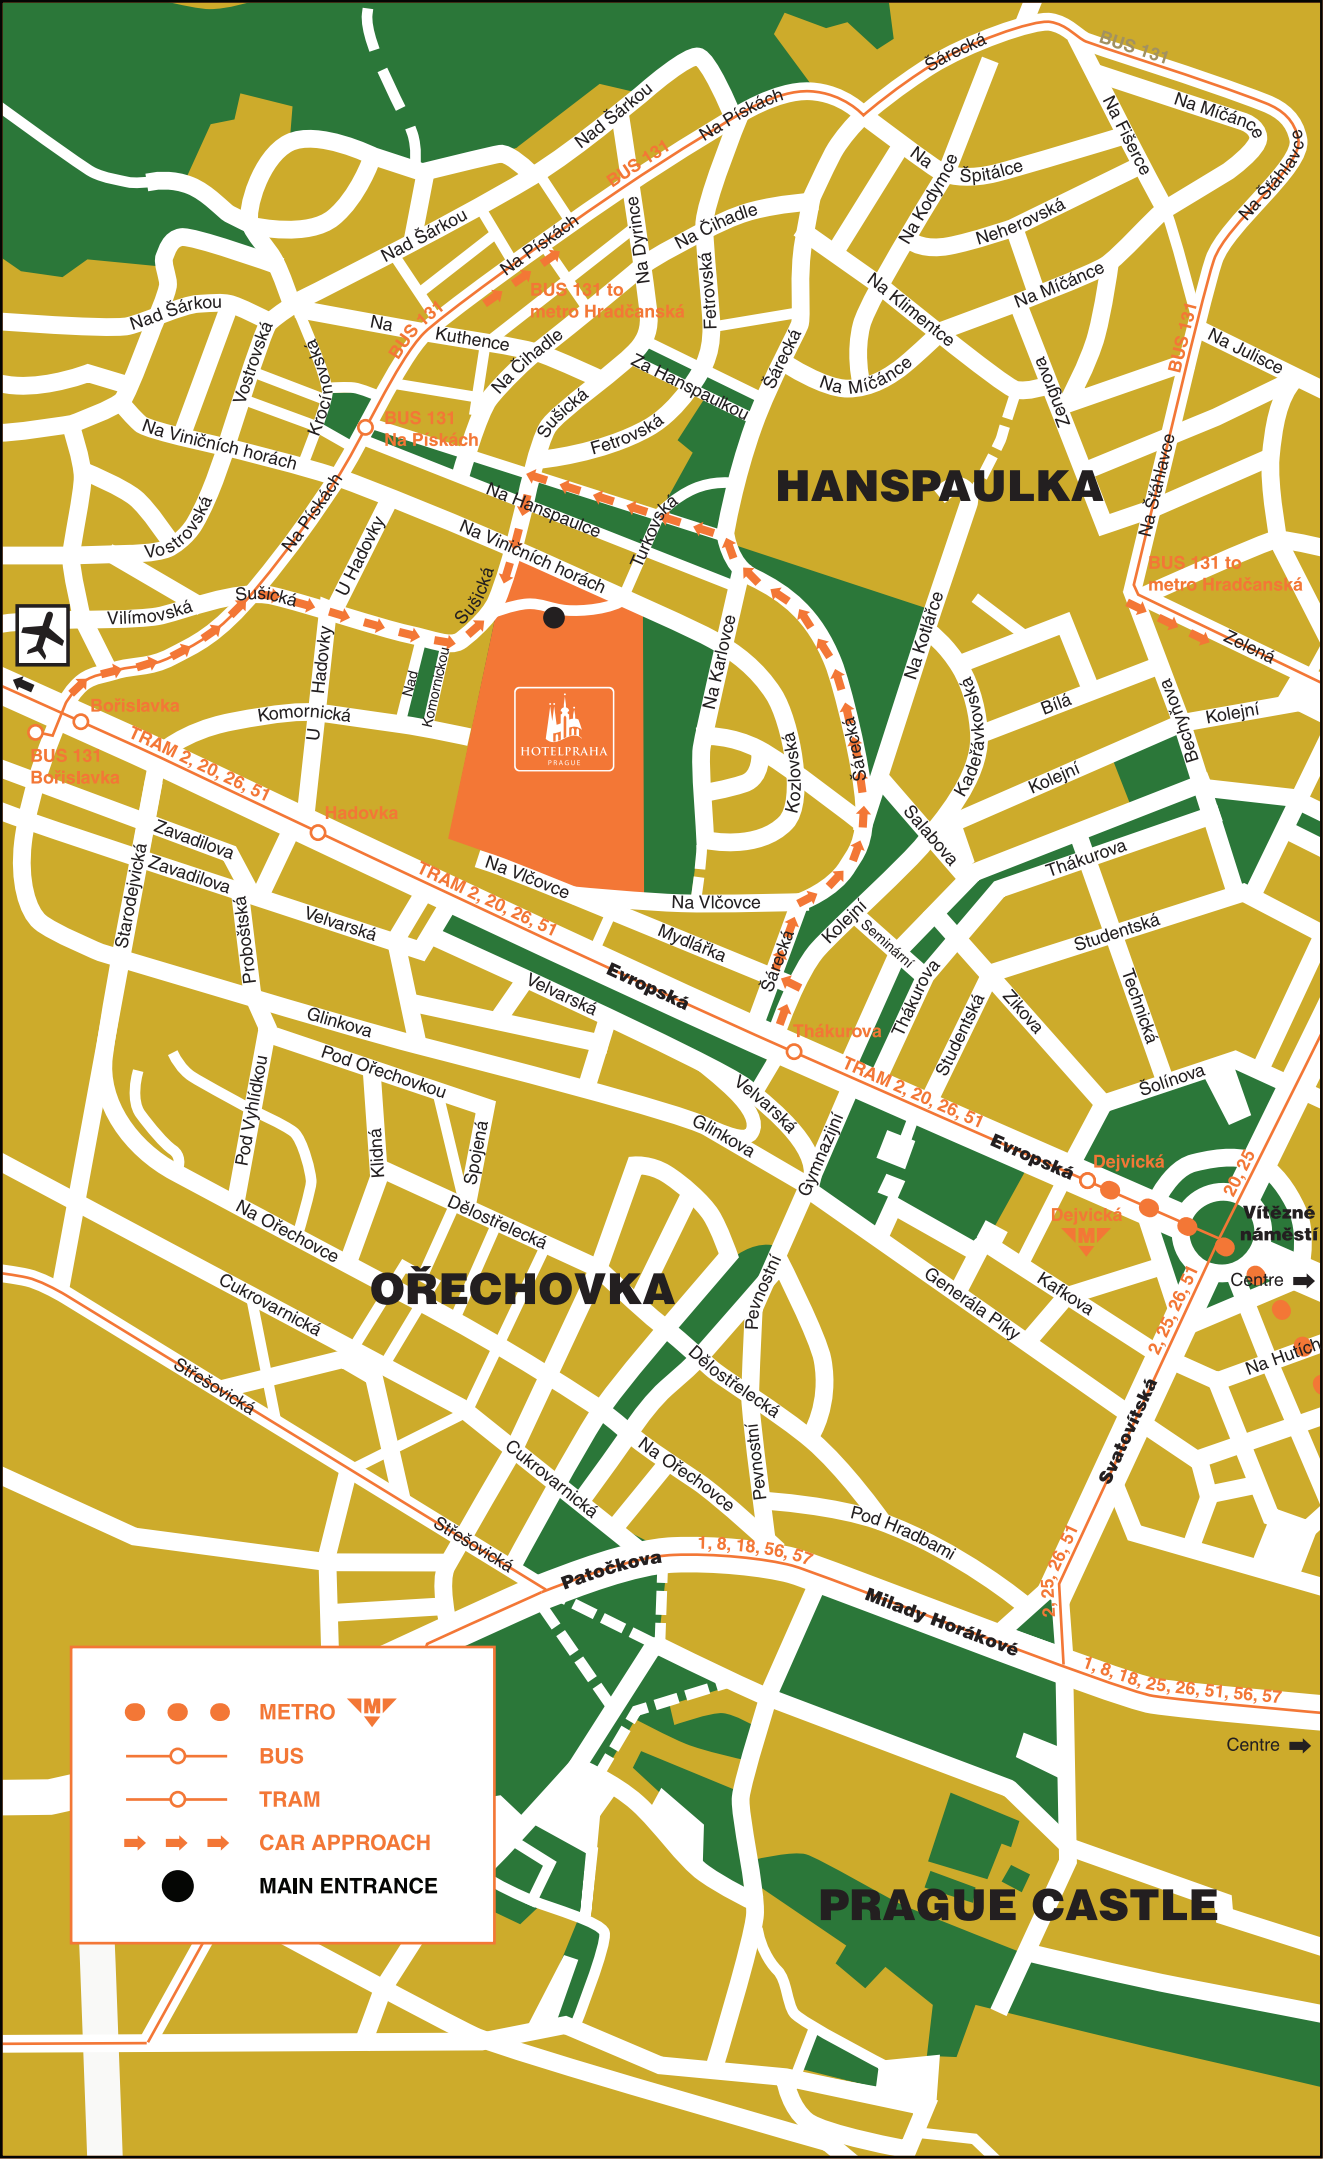 BUS 131
Šárecká
Na Míčánce
Nad Šárkou
Na Pískách
Na Fišerce
BUS 131
Na Šťáhlavce
Na
Špitálce
Na Kodymce
Nad Šárkou
Na Pískách
Na Dyrince
Na Čihadle
Neherovská
Fetrovská
BUS 131 to
metro Hradčanská
Na Míčánce
Na Klimentce
Nad Šárkou
Na
Kuthence
BUS 131
BUS 131
Na Julisce
Vostrovská
Krocínovská
Na Čihadle
Za Hanspaulkou
Šárecká
Na Míčánce
Zengrova
Sušická
Fetrovská
BUS 131
Na Pískách
Na Viničních horách
HANSPAULKA
Na Šťáhlavce
Na Pískách
Na Hanspaulce
Turkovská
Vostrovská
U Hadovky
Na Viničních horách
BUS 131 to
metro Hradčanská
Sušická
Sušická
Vilímovská
Na Kotlářce
Zelená
Na Karlovce
Hadovky
U
Nad
Komornickou
Komornická
Bořislavka
BUS 131
Bořislavka
TRAM 2, 20, 26, 51
HOTELPRAHA
PRAGUE
Kozlovská
Šárecká
Kadeřávkovská
Bílá
Bechyňova
Kolejní
Kolejní
Hadovka
Salabova
Zavadilova
Zavadilova
Starodejvická
Thákurova
Na Vlčovce
TRAM 2, 20, 26, 51
Na Vlčovce
Proboštská
Velvarská
Mydlářka
Šárecká
Kolejní
Seminární
Studentská
Evropská
Velvarská
Thákurova
Zikova
Technická
Glinkova
Thákurova
Studentská
Pod Ořechovkou
TRAM 2, 20, 26, 51
Šolínova
Velvarská
Pod Vyhlídkou
Klidná
Spojená
Glinkova
Gymnazijní
Evropská
Dejvická
20, 25
Dejvická
M
Vítězné
náměstí
Na Ořechovce
Dělostřelecká
Centre
Cukrovarnická
OŘECHOVKA
Pevnostní
Generála Píky
Kafkova
2, 25, 26, 51
Na Hutích
Střešovická
Dělostřelecká
Svatovítská
Cukrovarnická
Na Ořechovce
Pevnostní
Střešovická
Pod Hradbami
Patočkova
1, 8, 18, 56, 57
2, 25, 26, 51
Milady Horákové
1, 8, 18, 25, 26, 51, 56, 57
Centre
METRO M
BUS
TRAM
CAR APPROACH
MAIN ENTRANCE
PRAGUE CASTLE